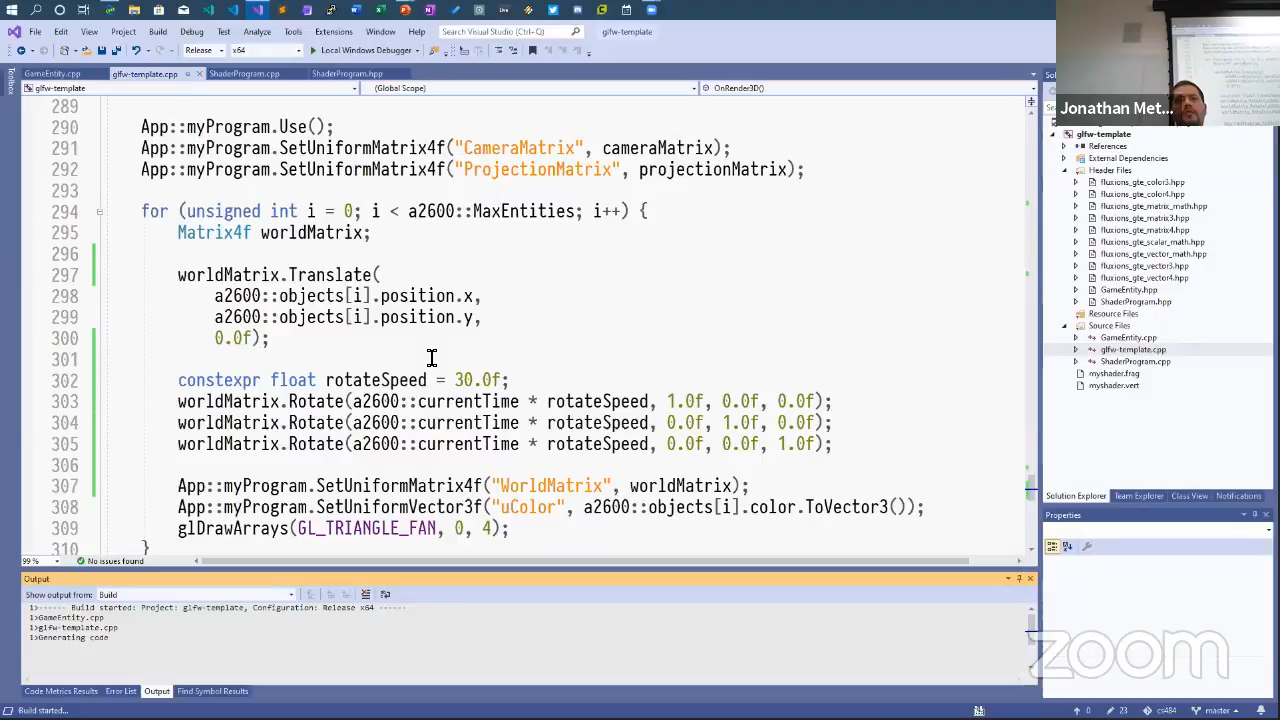 File Edit View Project Build Debug Test Analyze Tools Extensions Window Help Search Visual Studio (Ctrl+Q) glfw-template
Release x64 Local Windows Debugger
GameEntity.cpp glfw-template.cpp ShaderProgram.cpp ShaderProgram.hpp
glfw-template (Global Scope) OnRender3D()
Toolbox
289
290 App::myProgram.Use();
291 App::myProgram.SetUniformMatrix4f("CameraMatrix", cameraMatrix);
292 App::myProgram.SetUniformMatrix4f("ProjectionMatrix", projectionMatrix);
293
294 for (unsigned int i = 0; i < a2600::MaxEntities; i++) {
295 Matrix4f worldMatrix;
296
297 worldMatrix.Translate(
298 a2600::objects[i].position.x,
299 a2600::objects[i].position.y,
300 0.0f);
301
302 constexpr float rotateSpeed = 30.0f;
303 worldMatrix.Rotate(a2600::currentTime * rotateSpeed, 1.0f, 0.0f, 0.0f);
304 worldMatrix.Rotate(a2600::currentTime * rotateSpeed, 0.0f, 1.0f, 0.0f);
305 worldMatrix.Rotate(a2600::currentTime * rotateSpeed, 0.0f, 0.0f, 1.0f);
306
307 App::myProgram.SetUniformMatrix4f("WorldMatrix", worldMatrix);
308 App::myProgram.SetUniformVector3f("uColor", a2600::objects[i].color.ToVector3());
309 glDrawArrays(GL_TRIANGLE_FAN, 0, 4);
310 }
99 % No issues found
Output
Show output from: Build
1>------ Build started: Project: glfw-template, Configuration: Release x64 ------
1>GameEntity.cpp
1>glfw-template.cpp
1>Generating code
Code Metrics Results Error List Output Find Symbol Results
Build started...
0 23 cs484 master
Jonathan Met...
glfw-template
References
External Dependencies
Header Files
fluxions_gte_color3.hpp
fluxions_gte_color4.hpp
fluxions_gte_matrix_math.hpp
fluxions_gte_matrix3.hpp
fluxions_gte_matrix4.hpp
fluxions_gte_scalar_math.hpp
fluxions_gte_vector_math.hpp
fluxions_gte_vector3.hpp
fluxions_gte_vector4.hpp
GameEntity.hpp
ShaderProgram.hpp
Resource Files
Source Files
GameEntity.cpp
glfw-template.cpp
ShaderProgram.cpp
myshader.frag
myshader.vert
Solution Explorer Team Explorer Class View Notifications
Properties
zoom